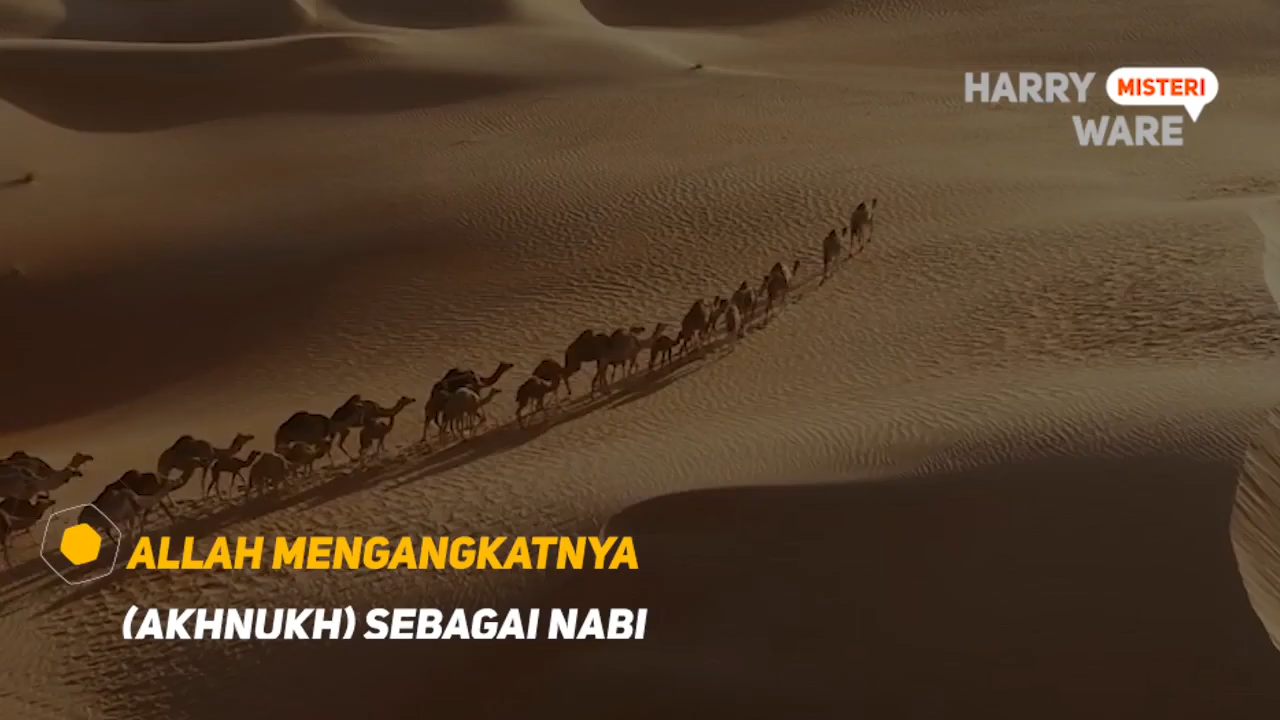 HARRY MISTERI
WARE
ALLAH MENGANGKATNYA
(AKHNUKH) SEBAGAI NABI